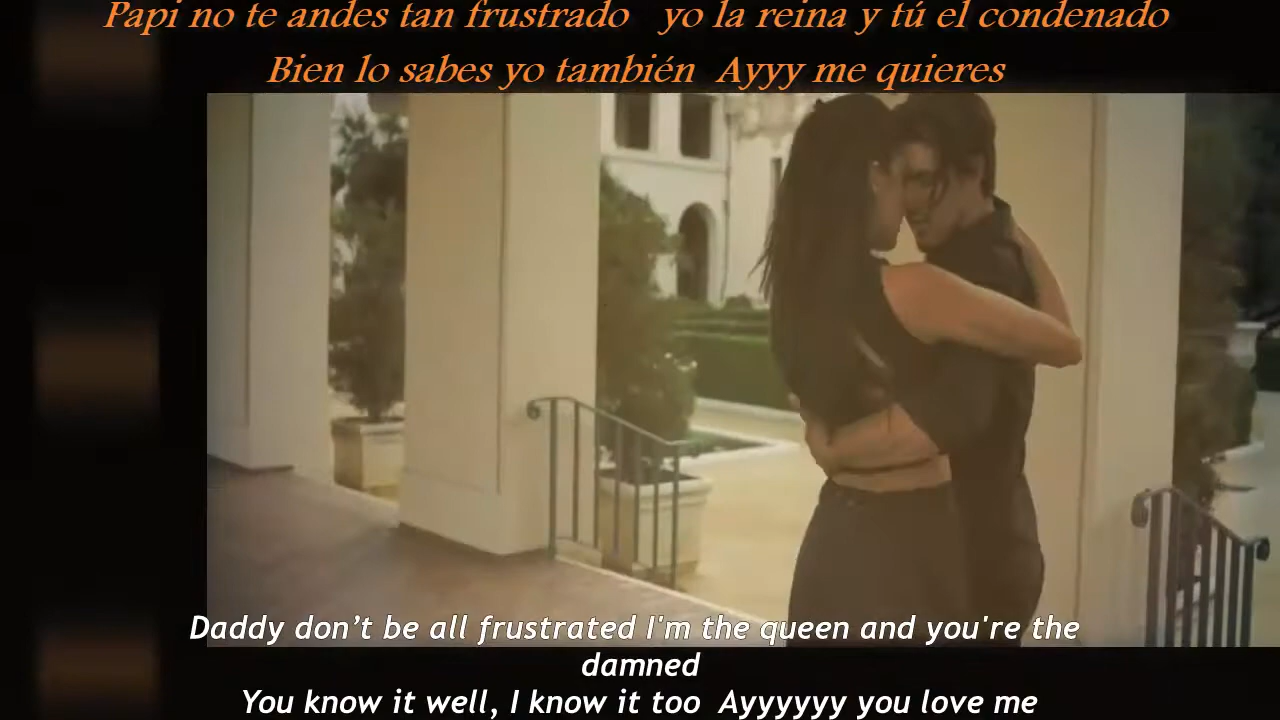 Papi no te andes tan frustrado yo la reina y tú el condenado
Bien lo sabes yo también Ayyy me quieres
Daddy don’t be all frustrated I'm the queen and you're the
damned
You know it well, I know it too Ayyyyyy you love me